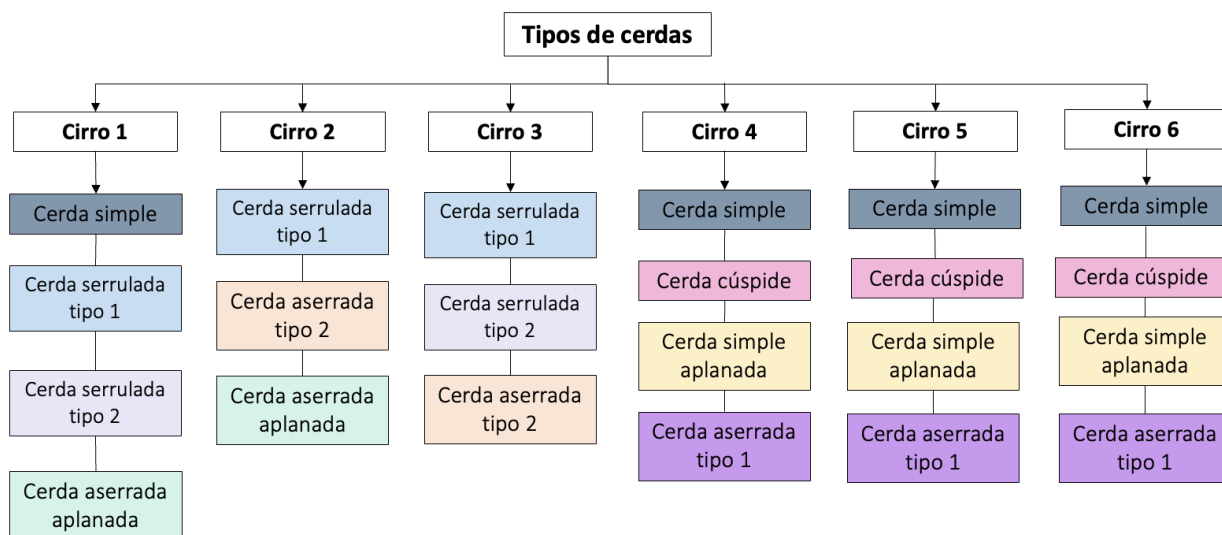 Tipos de cerdas
Cirro 1
Cerda simple
Cerda serrulada
tipo 1
Cerda serrulada
tipo 2
Cerda aserrada
aplanada
Cirro 2
Cerda serrulada
tipo 1
Cerda aserrada
tipo 2
Cerda aserrada
aplanada
Cirro 3
Cerda serrulada
tipo 1
Cerda serrulada
tipo 2
Cerda aserrada
tipo 2
Cirro 4
Cerda simple
Cerda cúspide
Cerda simple
aplanada
Cerda aserrada
tipo 1
Cirro 5
Cerda simple
Cerda cúspide
Cerda simple
aplanada
Cerda aserrada
tipo 1
Cirro 6
Cerda simple
Cerda cúspide
Cerda simple
aplanada
Cerda aserrada
tipo 1